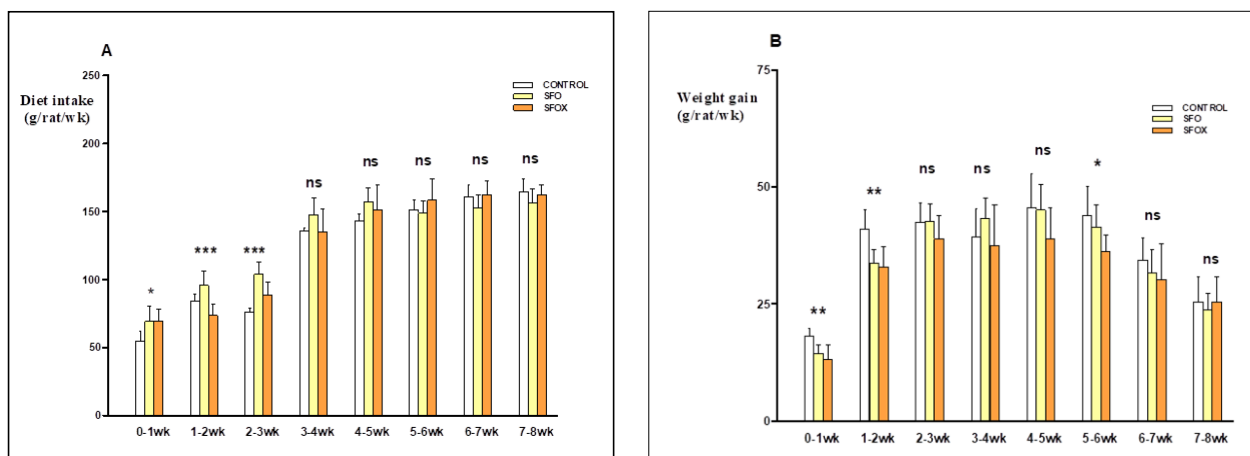 A
250
200
150
100
50
0
Diet intake
(g/rat/wk)
CONTROL
SFO
SFOX
*
***
***
ns
ns
ns
ns
ns
0-1wk 1-2wk 2-3wk 3-4wk 4-5wk 5-6wk 6-7wk 7-8wk
B
75
50
25
0
Weight gain
(g/rat/wk)
CONTROL
SFO
SFOX
**
**
ns
ns
ns
*
ns
ns
0-1wk 1-2wk 2-3wk 3-4wk 4-5wk 5-6wk 6-7wk 7-8wk